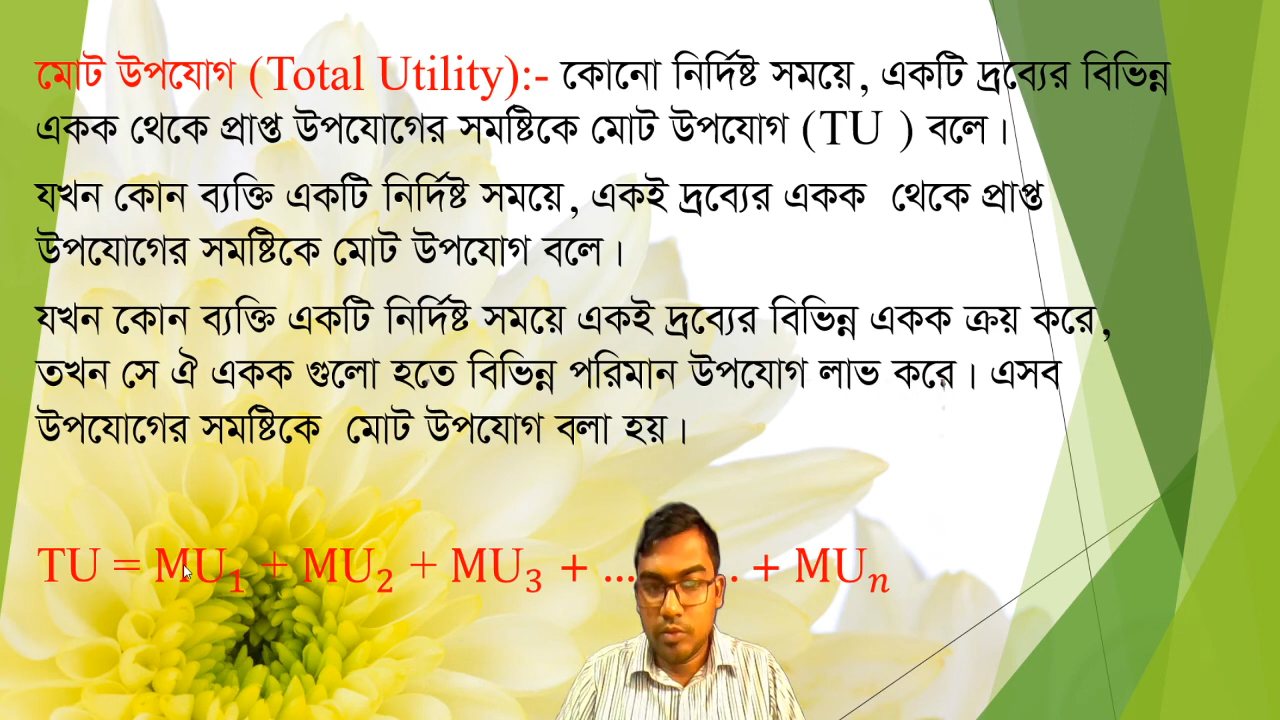 মোট উপযোগ (Total Utility):- কোনো নির্দিষ্ট সময়ে, একটি দ্রব্যের বিভিন্ন
একক থেকে প্রাপ্ত উপযোগের সমষ্টিকে মোট উপযোগ (TU ) বলে।
যখন কোন ব্যক্তি একটি নির্দিষ্ট সময়ে, একই দ্রব্যের একক থেকে প্রাপ্ত
উপযোগের সমষ্টিকে মোট উপযোগ বলে।
যখন কোন ব্যক্তি একটি নির্দিষ্ট সময়ে একই দ্রব্যের বিভিন্ন একক ক্রয় করে,
তখন সে ঐ একক গুলো হতে বিভিন্ন পরিমান উপযোগ লাভ করে। এসব
উপযোগের সমষ্টিকে মোট উপযোগ বলা হয়।
TU = MU₁ + MU₂ + MU₃ + ... . + MUₙ